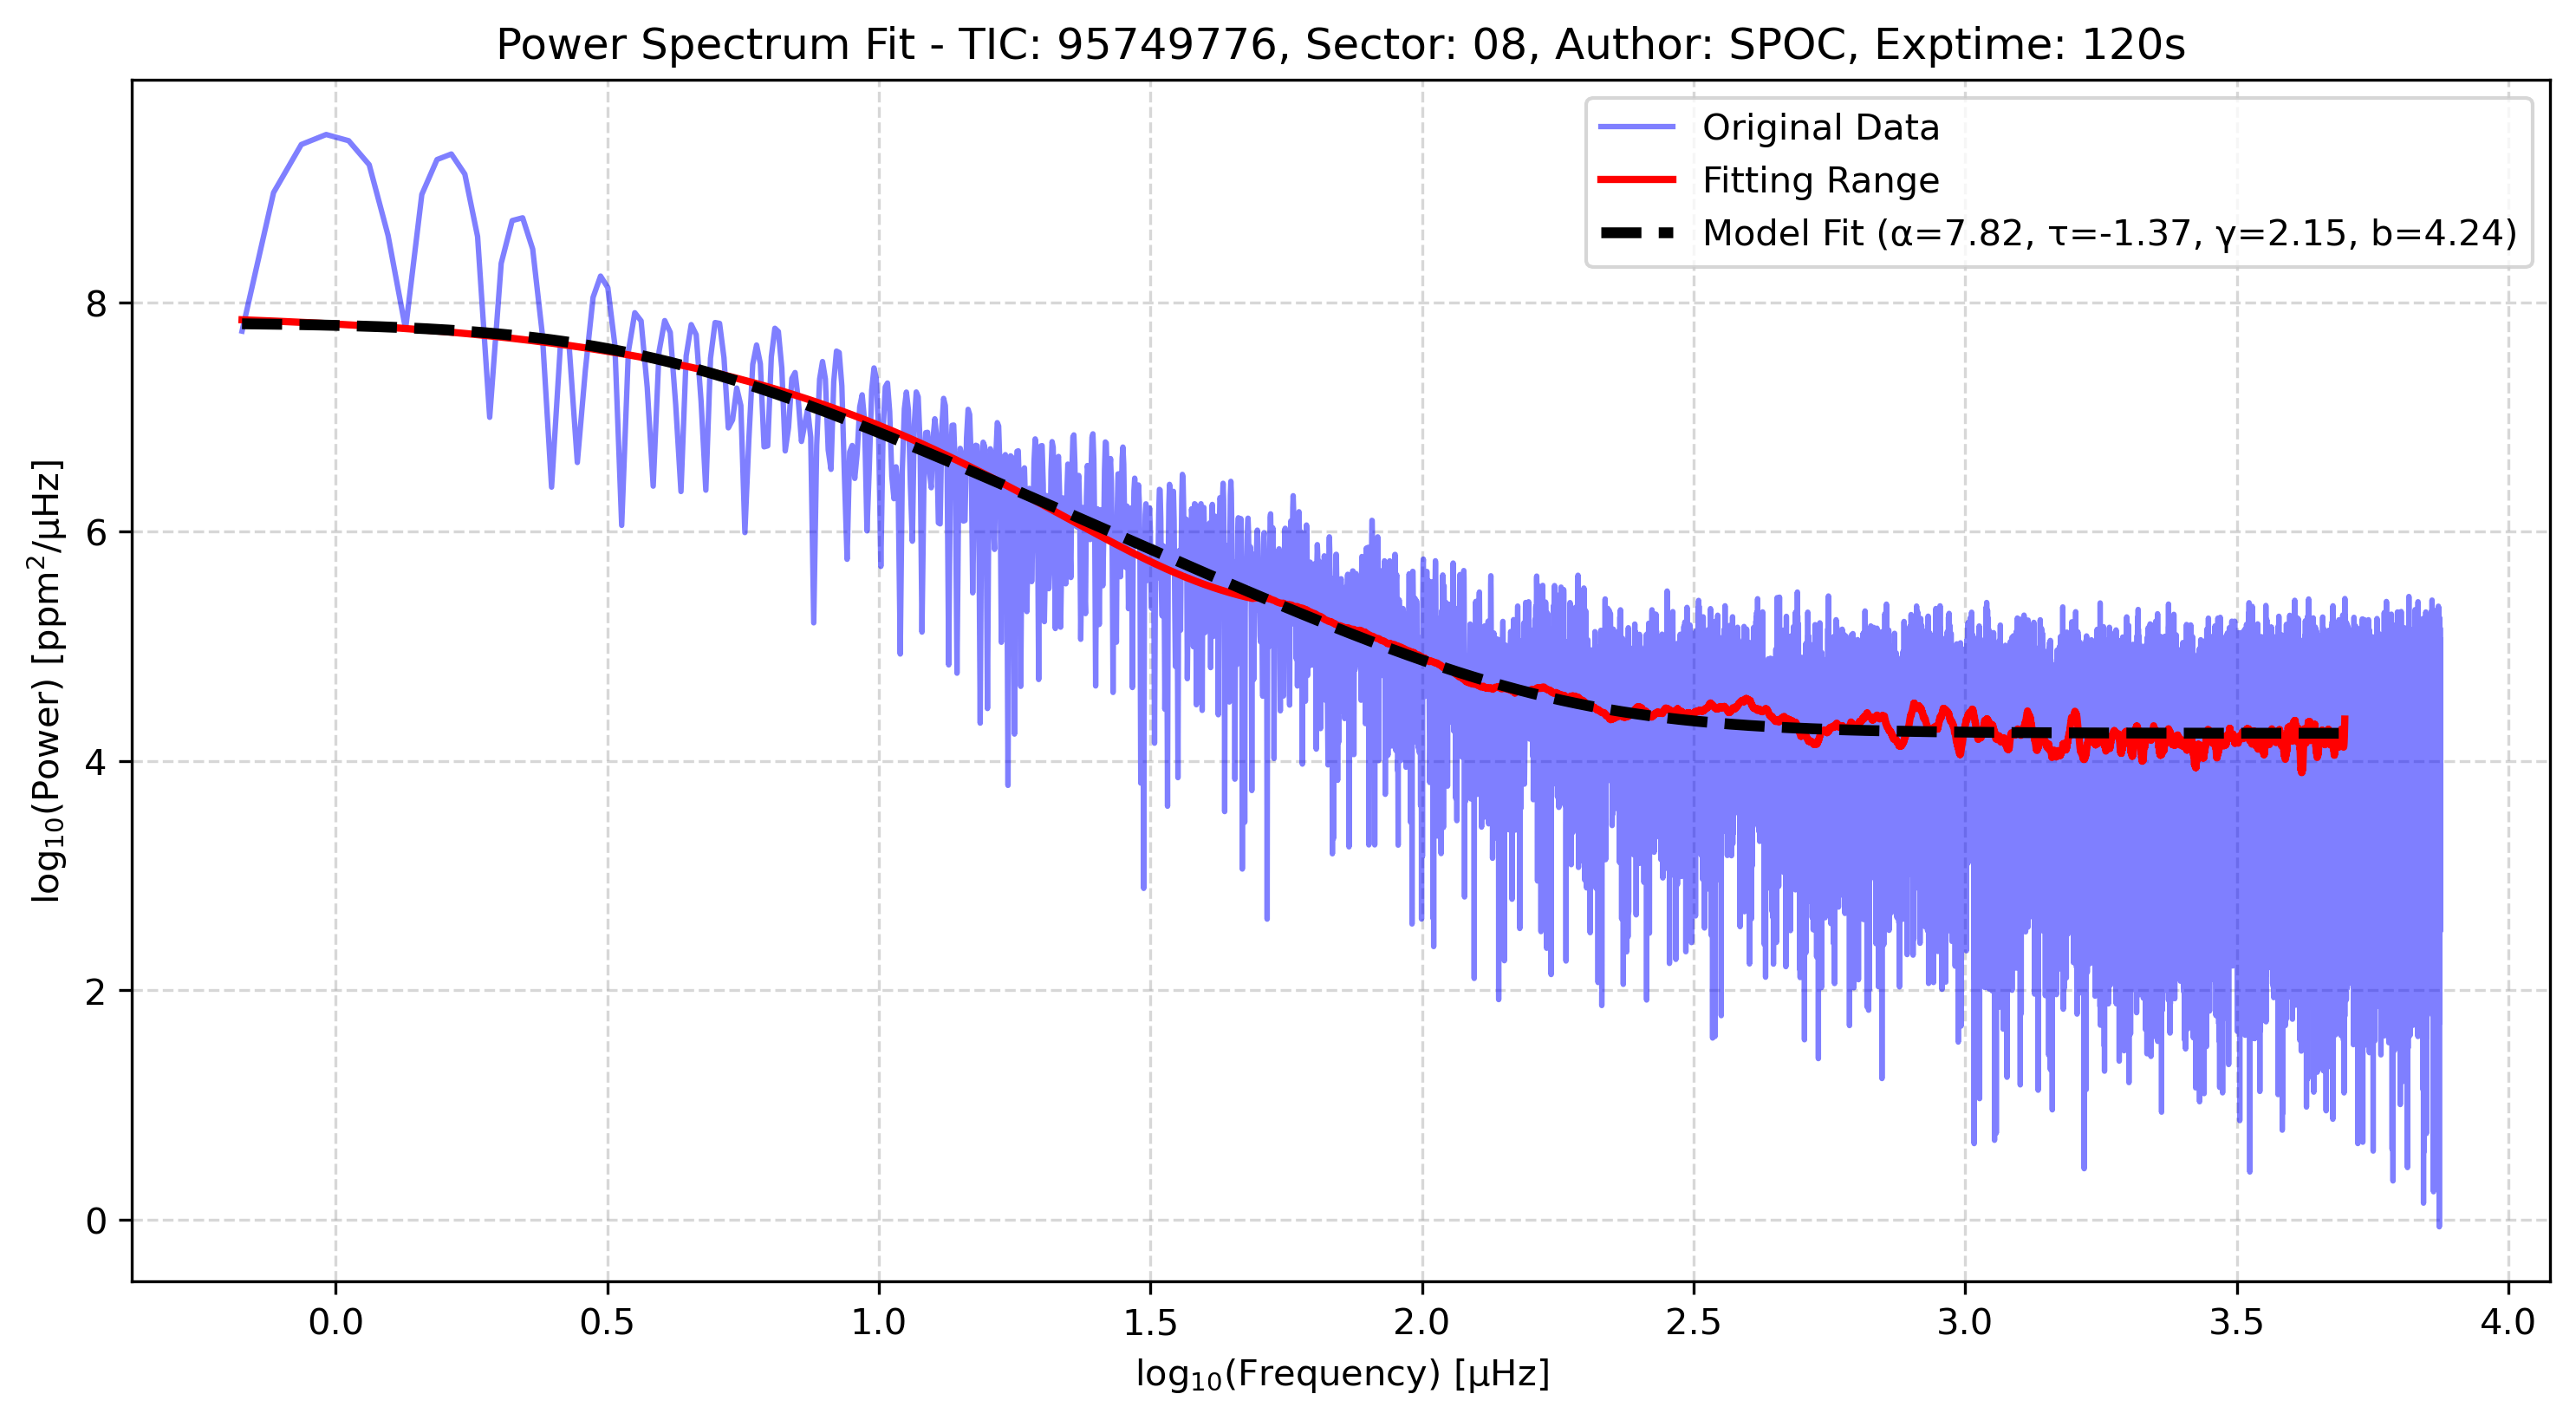 Power Spectrum Fit - TIC: 95749776, Sector: 08, Author: SPOC, Exptime: 120s
Original Data
Fitting Range
Model Fit (α=7.82, τ=-1.37, γ=2.15, b=4.24)
log₁₀(Power) [ppm²/μHz]
8
6
4
2
0
0.0 0.5 1.0 1.5 2.0 2.5 3.0 3.5 4.0
log₁₀(Frequency) [μHz]